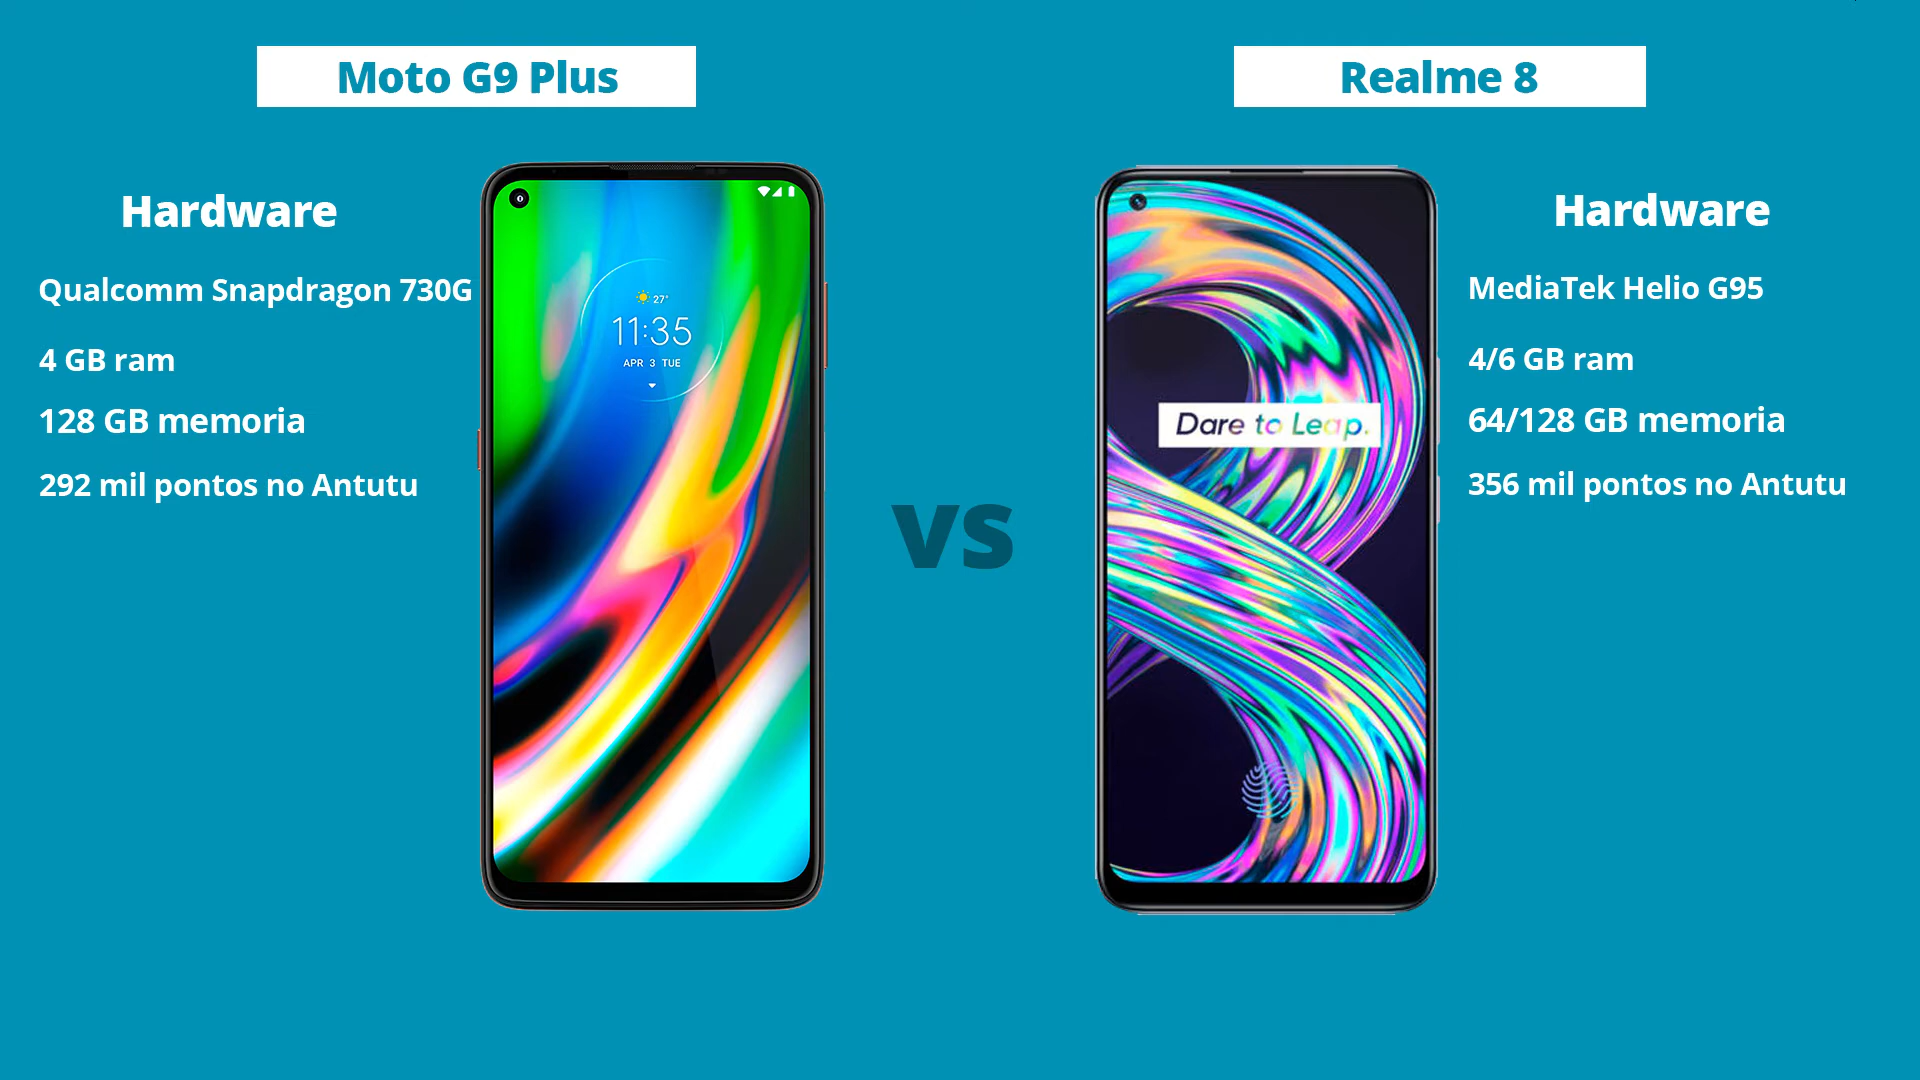 Moto G9 Plus
Hardware
Qualcomm Snapdragon 730G
4 GB ram
128 GB memoria
292 mil pontos no Antutu
27°
11:35
APR 3 TUE
VS
Realme 8
Hardware
MediaTek Helio G95
4/6 GB ram
64/128 GB memoria
356 mil pontos no Antutu
Dare to Leap.